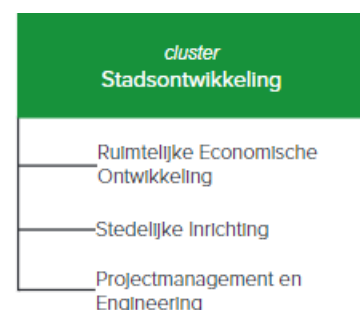 cluster
Stadsontwikkeling
Ruimtelijke Economische
Ontwikkeling
Stedelijke Inrichting
Projectmanagement en
Engineering